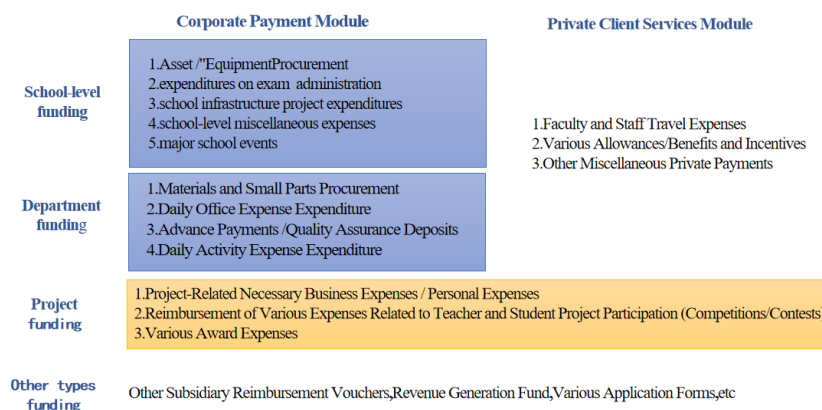 Corporate Payment Module
Private Client Services Module
School-level
funding
1.Asset /"EquipmentProcurement
2.expenditures on exam administration
3.school infrastructure project expenditures
4.school-level miscellaneous expenses
5.major school events
1.Faculty and Staff Travel Expenses
2.Various Allowances/Benefits and Incentives
3.Other Miscellaneous Private Payments
Department
funding
1.Materials and Small Parts Procurement
2.Daily Office Expense Expenditure
3.Advance Payments /Quality Assurance Deposits
4.Daily Activity Expense Expenditure
Project
funding
1.Project-Related Necessary Business Expenses / Personal Expenses
2.Reimbursement of Various Expenses Related to Teacher and Student Project Participation (Competitions/Contests)
3.Various Award Expenses
Other types
funding
Other Subsidiary Reimbursement Vouchers,Revenue Generation Fund,Various Application Forms,etc